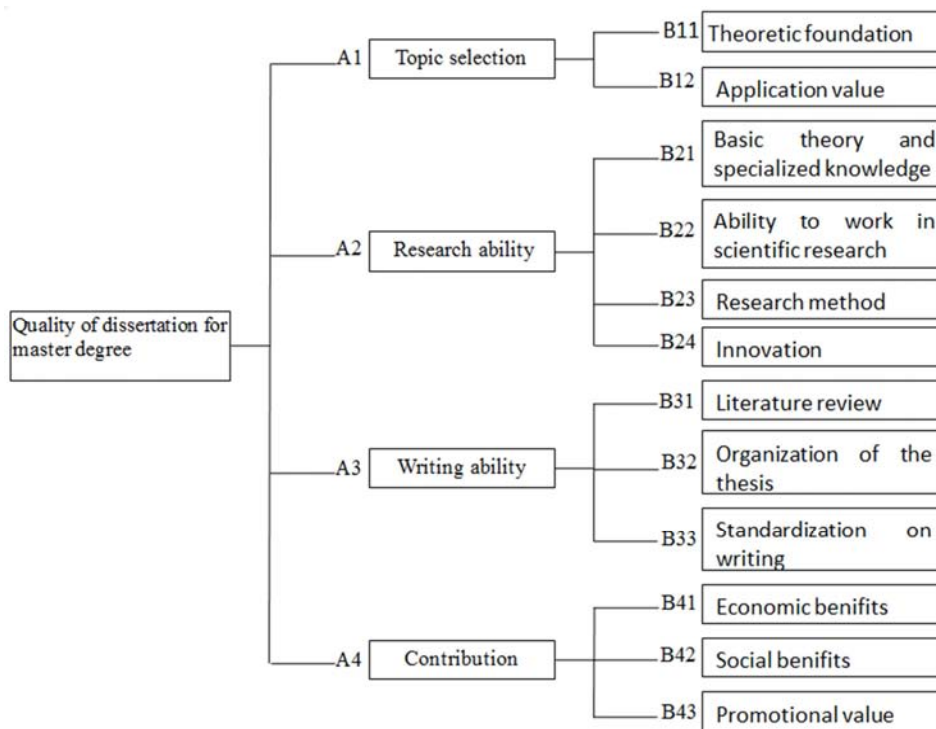 Quality of dissertation for
master degree
A1 Topic selection
B11 Theoretic foundation
B12 Application value
A2 Research ability
B21 Basic theory and
specialized knowledge
B22 Ability to work in
scientific research
B23 Research method
B24 Innovation
A3 Writing ability
B31 Literature review
B32 Organization of the
thesis
B33 Standardization on
writing
A4 Contribution
B41 Economic benifits
B42 Social benifits
B43 Promotional value